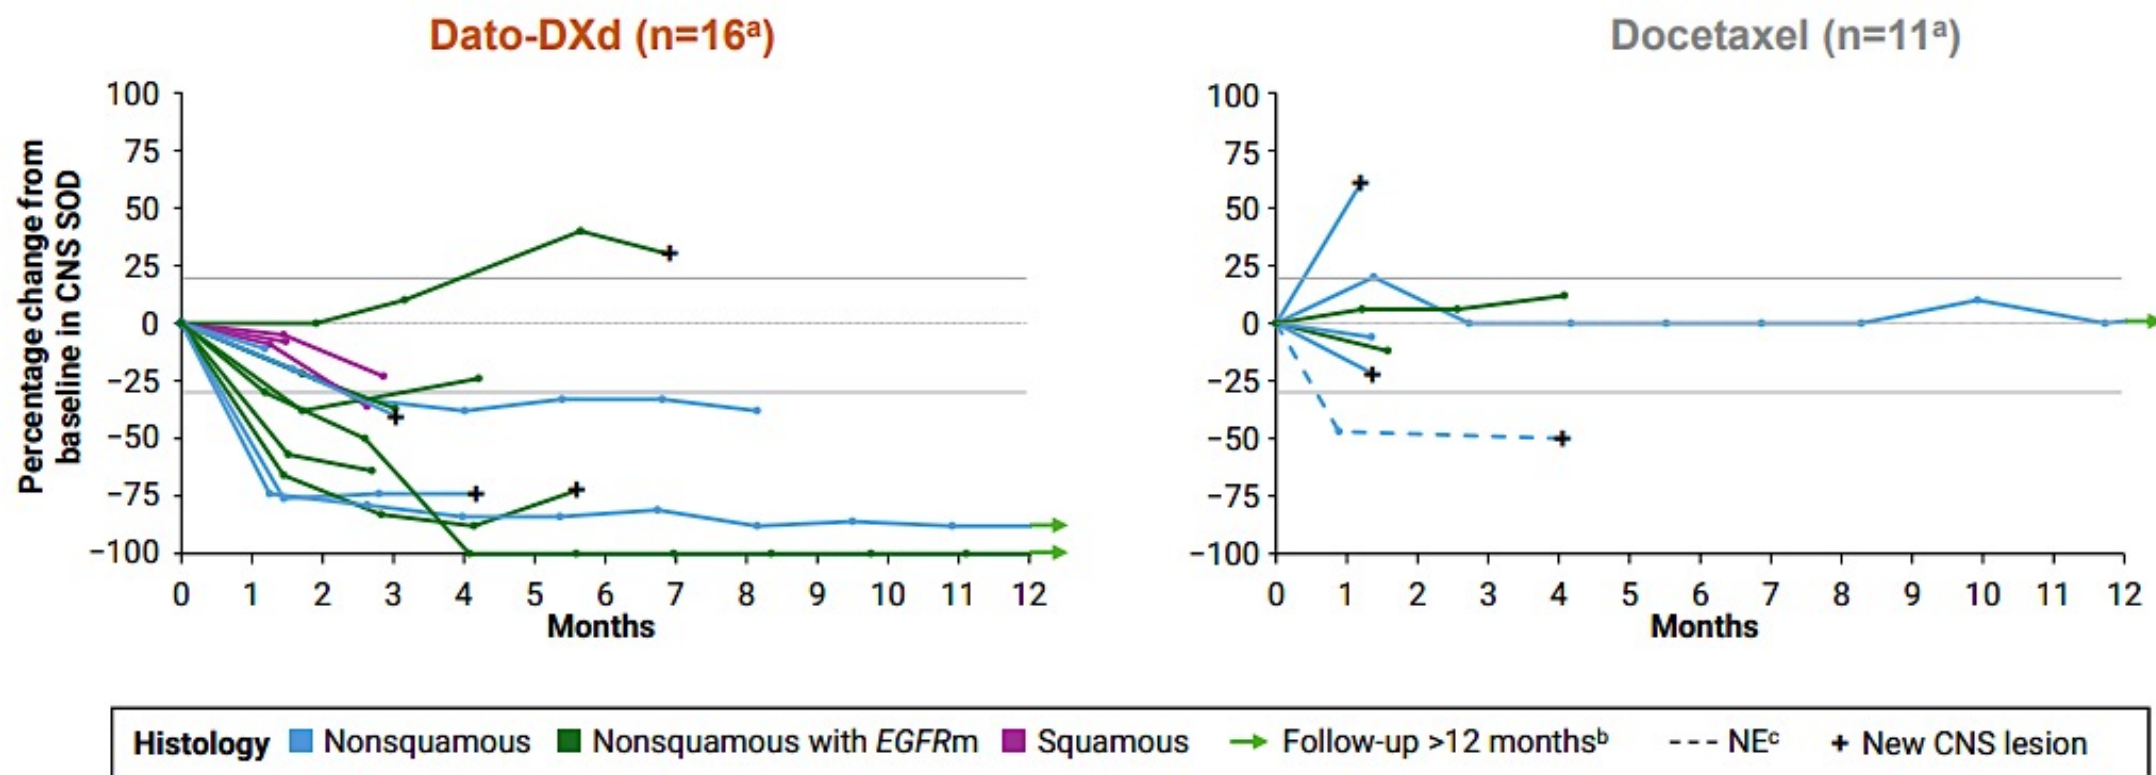 Dato-DXd (n=16ᵃ)
Docetaxel (n=11ᵃ)
Percentage change from
baseline in CNS SOD
100
75
50
25
0
−25
−50
−75
−100
0 1 2 3 4 5 6 7 8 9 10 11 12
Months
100
75
50
25
0
−25
−50
−75
−100
0 1 2 3 4 5 6 7 8 9 10 11 12
Months
Histology Nonsquamous Nonsquamous with EGFRm Squamous Follow-up >12 monthsᵇ NEᶜ + New CNS lesion